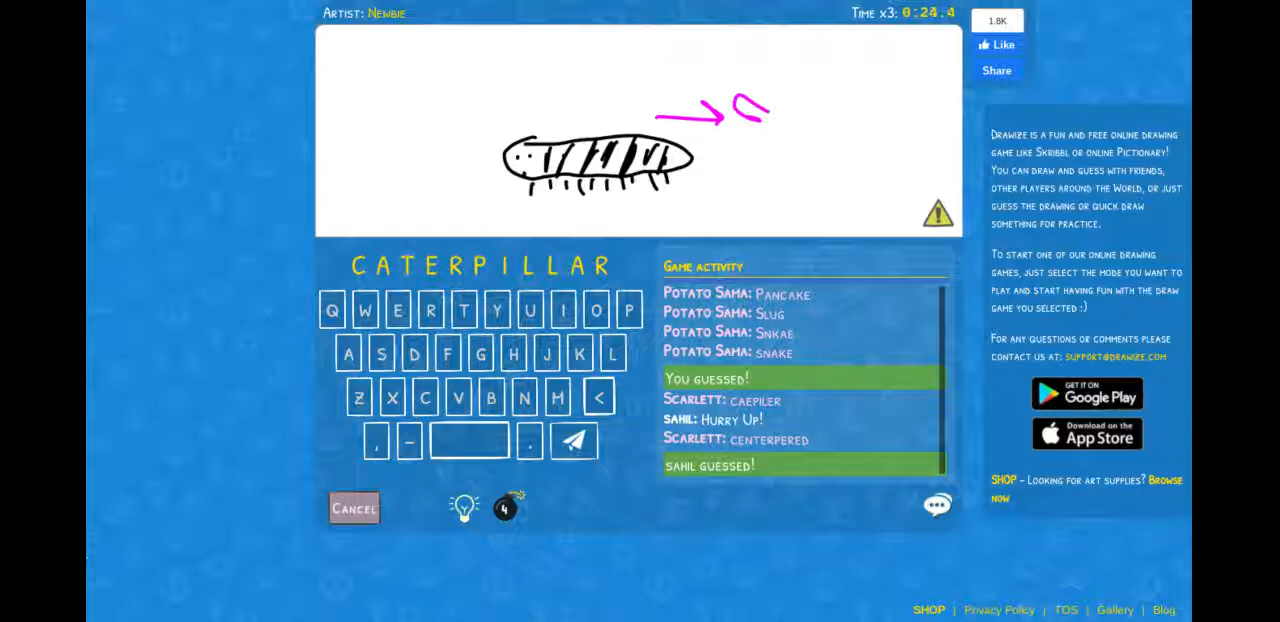 Artist: Newbie
Time x3: 0:24.4
1.8K
Like
Share
Drawize is a fun and free online drawing
game like Skribbl or online Pictionary!
You can draw and guess with friends,
other players around the World, or just
guess the drawing or quick draw
something for practice.
To start one of our online drawing
games, just select the mode you want to
play and start having fun with the draw
game you selected :)
For any questions or comments please
contact us at: support@drawize.com
GET IT ON
Google Play
Download on the
App Store
SHOP - Looking for art supplies? Browse
now
CATERPILLAR
Q W E R T Y U I O P
A S D F G H J K L
Z X C V B N M <
, - .
Game activity
Potato Sama: Pancake
Potato Sama: Slug
Potato Sama: Snkae
Potato Sama: snake
You guessed!
Scarlett: caepiler
sahil: Hurry Up!
Scarlett: centerpered
sahil guessed!
Cancel
4
SHOP | Privacy Policy | TOS | Gallery | Blog